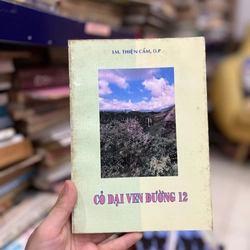 LM. THIỆN CẨM, O.P
CỎ DẠI VEN ĐƯỜNG 12